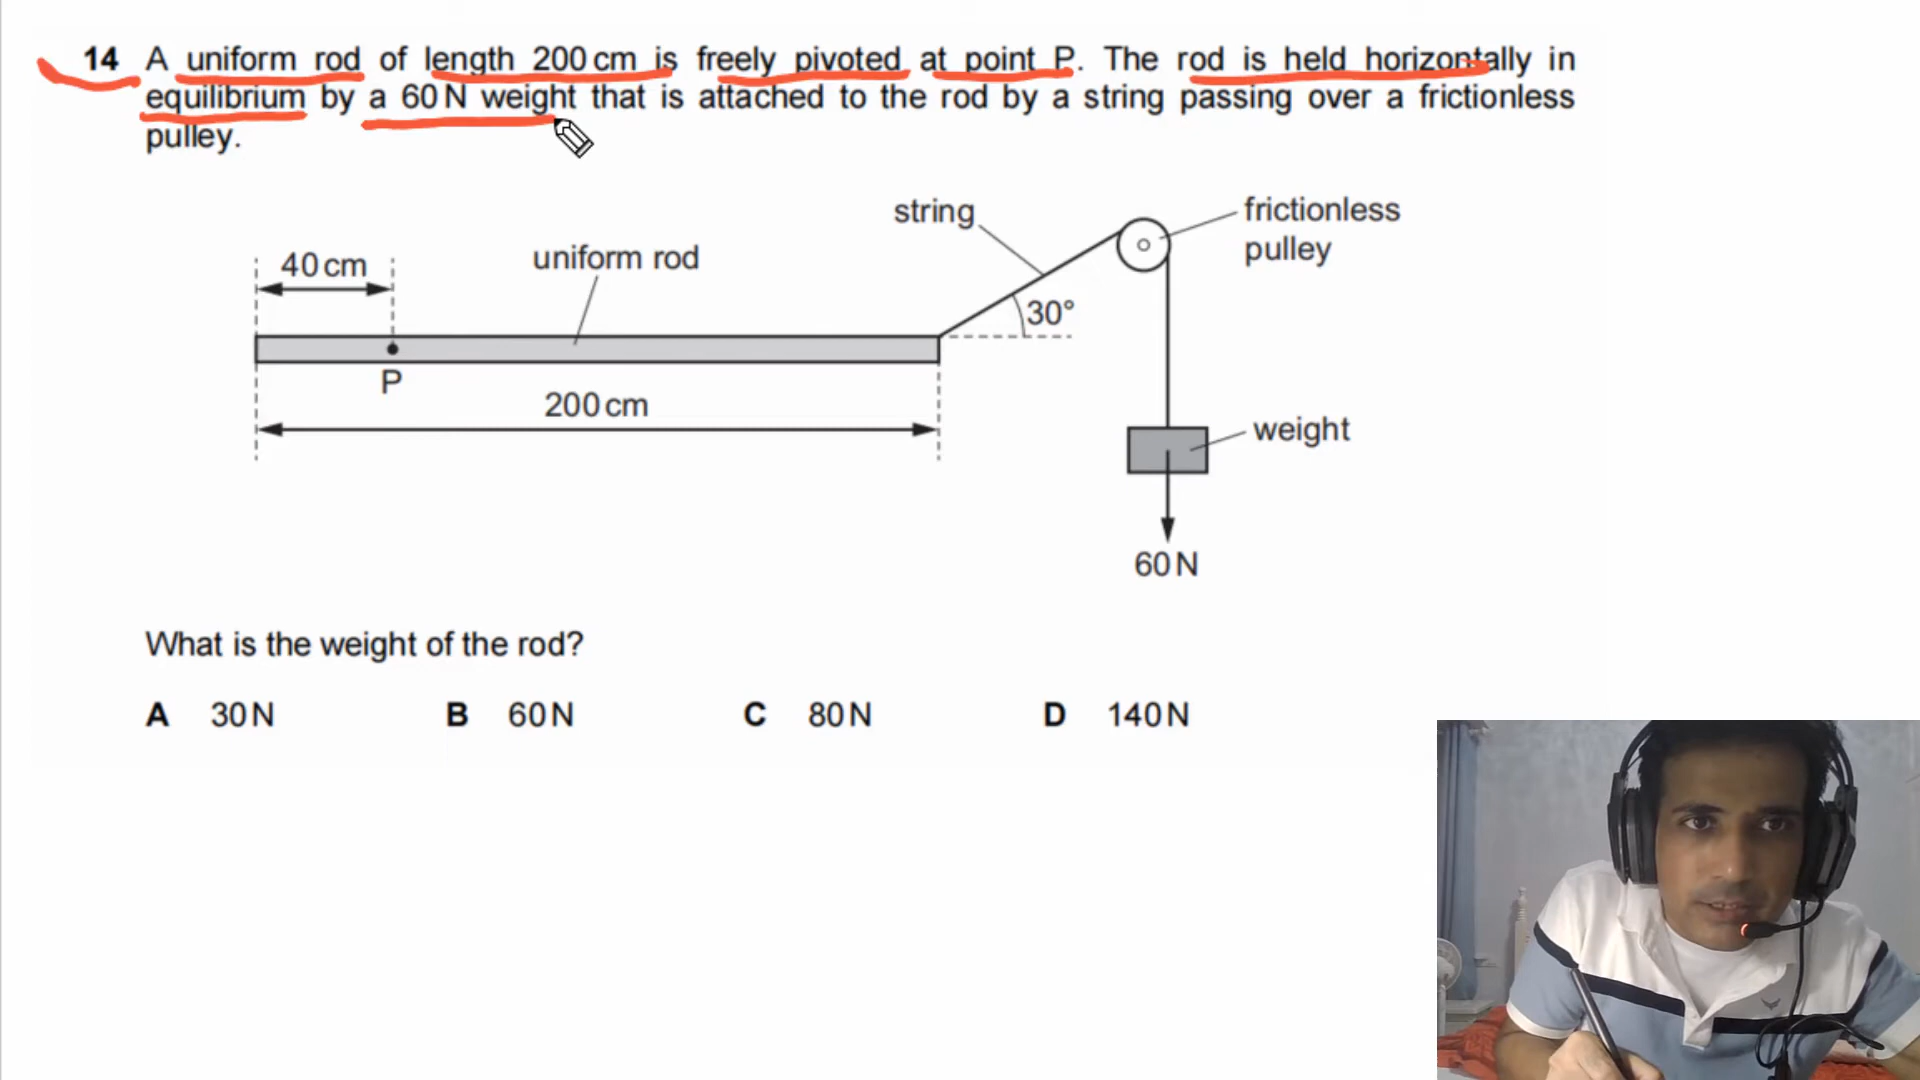 14 A uniform rod of length 200 cm is freely pivoted at point P. The rod is held horizontally in
equilibrium by a 60 N weight that is attached to the rod by a string passing over a frictionless
pulley.
string
frictionless
pulley
40 cm
uniform rod
30°
P
200 cm
weight
60 N
What is the weight of the rod?
A 30 N B 60 N C 80 N D 140 N